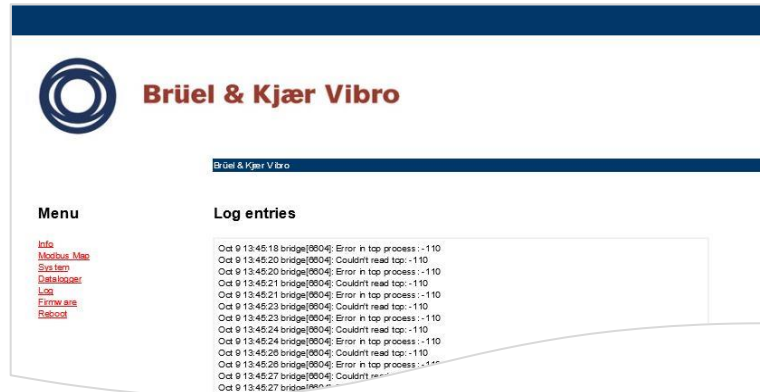 Brüel & Kjær Vibro
Brüel & Kjær Vibro
Menu
Info
Modbus Map
System
Datalogger
Log
Firmware
Reboot
Log entries
Oct 9 13:45:18 bridge[6604]: Error in tcp process : -110
Oct 9 13:45:20 bridge[6604]: Couldn't read tcp: -110
Oct 9 13:45:20 bridge[6604]: Error in tcp process : -110
Oct 9 13:45:21 bridge[6604]: Couldn't read tcp: -110
Oct 9 13:45:21 bridge[6604]: Error in tcp process : -110
Oct 9 13:45:23 bridge[6604]: Couldn't read tcp: -110
Oct 9 13:45:23 bridge[6604]: Error in tcp process : -110
Oct 9 13:45:24 bridge[6604]: Couldn't read tcp: -110
Oct 9 13:45:24 bridge[6604]: Error in tcp process : -110
Oct 9 13:45:26 bridge[6604]: Couldn't read tcp: -110
Oct 9 13:45:26 bridge[6604]: Error in tcp process :
Oct 9 13:45:27 bridge[6604]: Couldn't
Oct 9 13:45:27